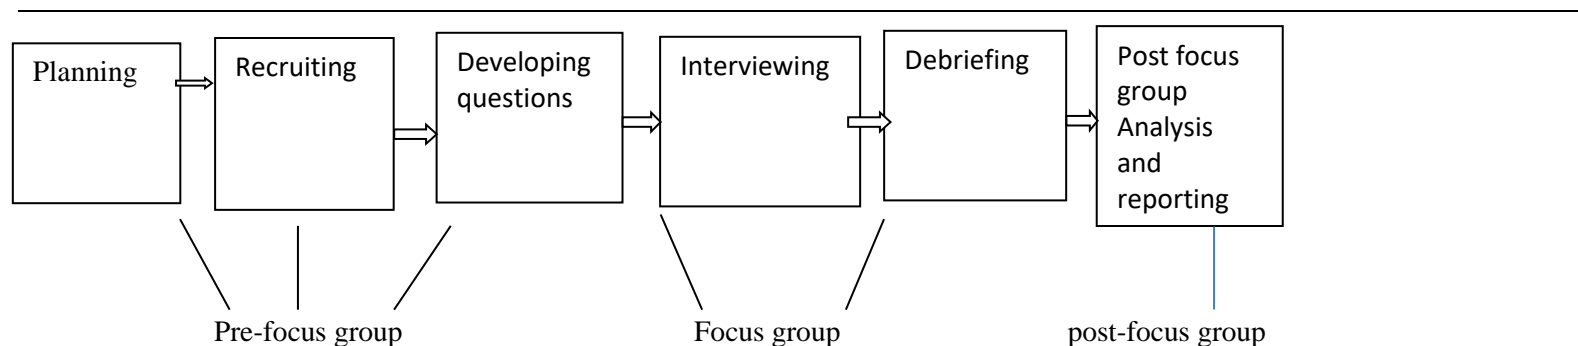 Planning
Recruiting
Developing
questions
Interviewing
Debriefing
Post focus
group
Analysis
and
reporting
Pre-focus group
Focus group
post-focus group